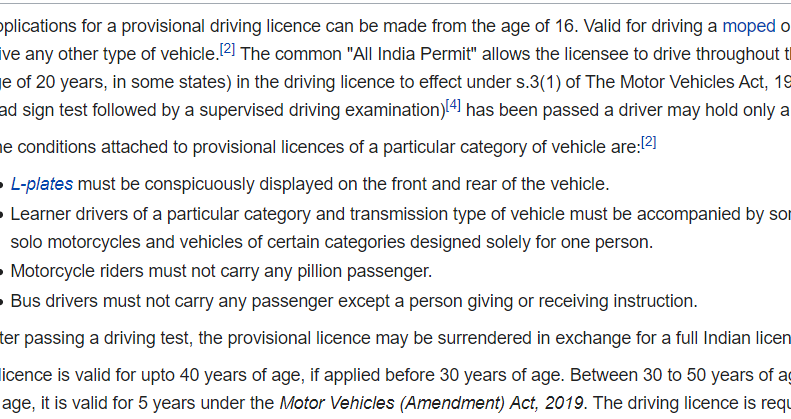 pplications for a provisional driving licence can be made from the age of 16. Valid for driving a moped o
ive any other type of vehicle.[2] The common "All India Permit" allows the licensee to drive throughout t
ge of 20 years, in some states) in the driving licence to effect under s.3(1) of The Motor Vehicles Act, 19
ad sign test followed by a supervised driving examination)[4] has been passed a driver may hold only a
e conditions attached to provisional licences of a particular category of vehicle are:[2]
• L-plates must be conspicuously displayed on the front and rear of the vehicle.
• Learner drivers of a particular category and transmission type of vehicle must be accompanied by so
solo motorcycles and vehicles of certain categories designed solely for one person.
• Motorcycle riders must not carry any pillion passenger.
• Bus drivers must not carry any passenger except a person giving or receiving instruction.
ter passing a driving test, the provisional licence may be surrendered in exchange for a full Indian licen
licence is valid for upto 40 years of age, if applied before 30 years of age. Between 30 to 50 years of ag
age, it is valid for 5 years under the Motor Vehicles (Amendment) Act, 2019. The driving licence is requ